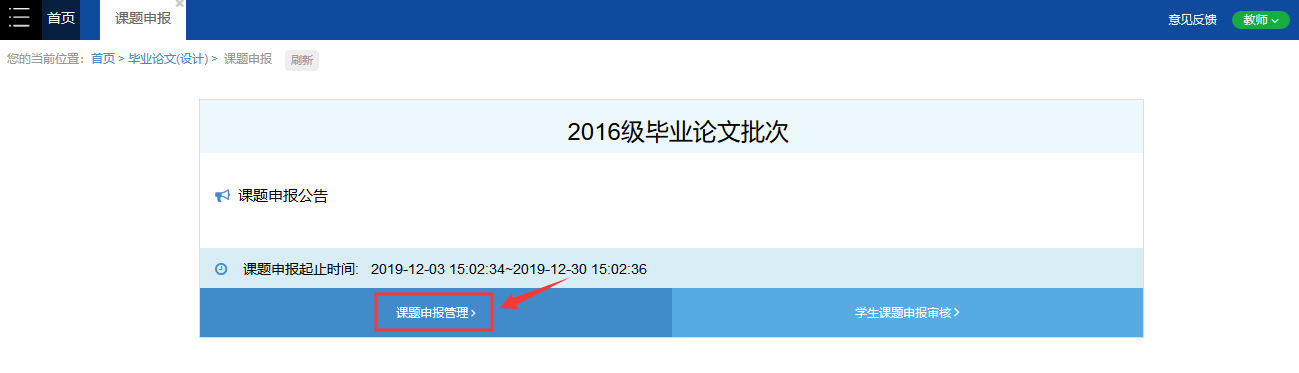 首页 课题申报 意见反馈 教师
您的当前位置：首页 > 毕业论文(设计) > 课题申报 刷新
2016级毕业论文批次
课题申报公告
课题申报起止时间: 2019-12-03 15:02:34~2019-12-30 15:02:36
课题申报管理 学生课题申报审核